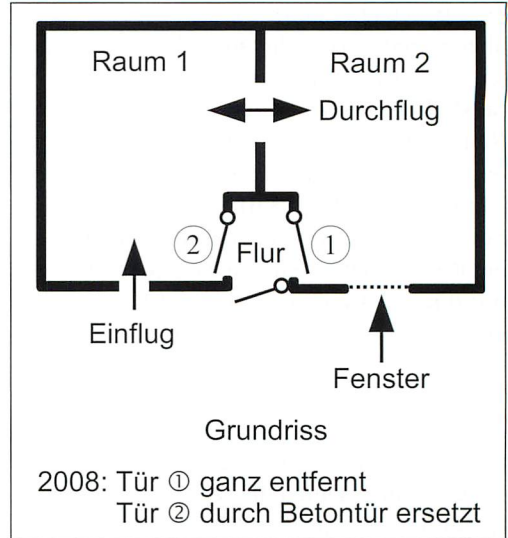 Raum 1 Raum 2
Durchflug
② Flur ①
Einflug
Fenster
Grundriss
2008: Tür ① ganz entfernt
Tür ② durch Betontür ersetzt